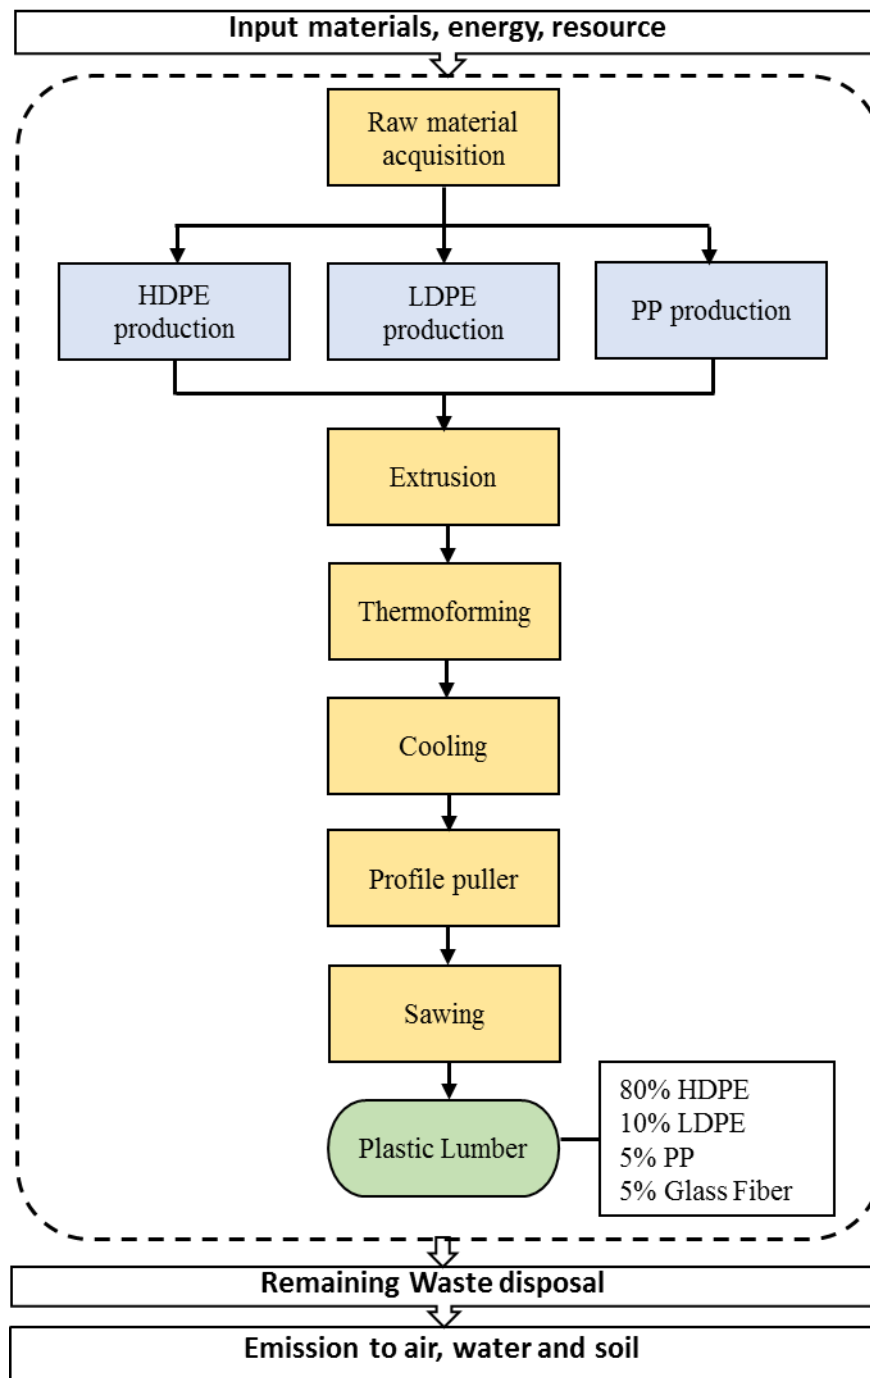 Input materials, energy, resource
Raw material
acquisition
HDPE
production
LDPE
production
PP production
Extrusion
Thermoforming
Cooling
Profile puller
Sawing
Plastic Lumber
80% HDPE
10% LDPE
5% PP
5% Glass Fiber
Remaining Waste disposal
Emission to air, water and soil